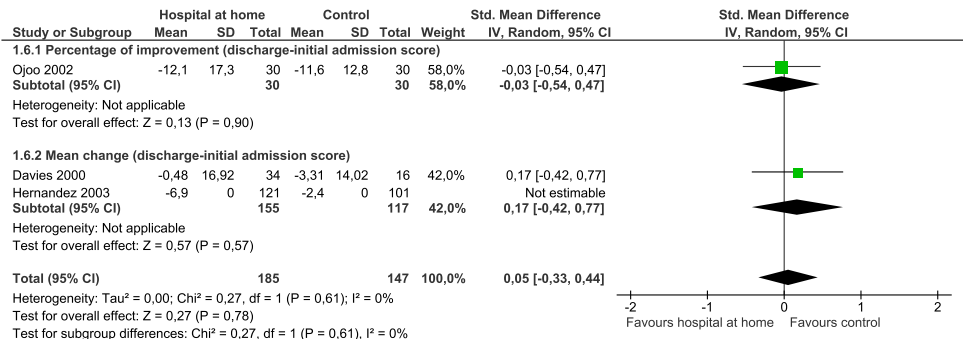 Hospital at home Control Std. Mean Difference Std. Mean Difference
Study or Subgroup Mean SD Total Mean SD Total Weight IV, Random, 95% CI IV, Random, 95% CI
1.6.1 Percentage of improvement (discharge-initial admission score)
Ojoo 2002 -12,1 17,3 30 -11,6 12,8 30 58,0% -0,03 [-0,54, 0,47]
Subtotal (95% CI) 30 30 58,0% -0,03 [-0,54, 0,47]
Heterogeneity: Not applicable
Test for overall effect: Z = 0,13 (P = 0,90)
1.6.2 Mean change (discharge-initial admission score)
Davies 2000 -0,48 16,92 34 -3,31 14,02 16 42,0% 0,17 [-0,42, 0,77]
Hernandez 2003 -6,9 0 121 -2,4 0 101 Not estimable
Subtotal (95% CI) 155 117 42,0% 0,17 [-0,42, 0,77]
Heterogeneity: Not applicable
Test for overall effect: Z = 0,57 (P = 0,57)
Total (95% CI) 185 147 100,0% 0,05 [-0,33, 0,44]
Heterogeneity: Tau² = 0,00; Chi² = 0,27, df = 1 (P = 0,61); I² = 0%
Test for overall effect: Z = 0,27 (P = 0,78)
Test for subgroup differences: Chi² = 0,27, df = 1 (P = 0,61), I² = 0%
-2 -1 0 1 2
Favours hospital at home Favours control